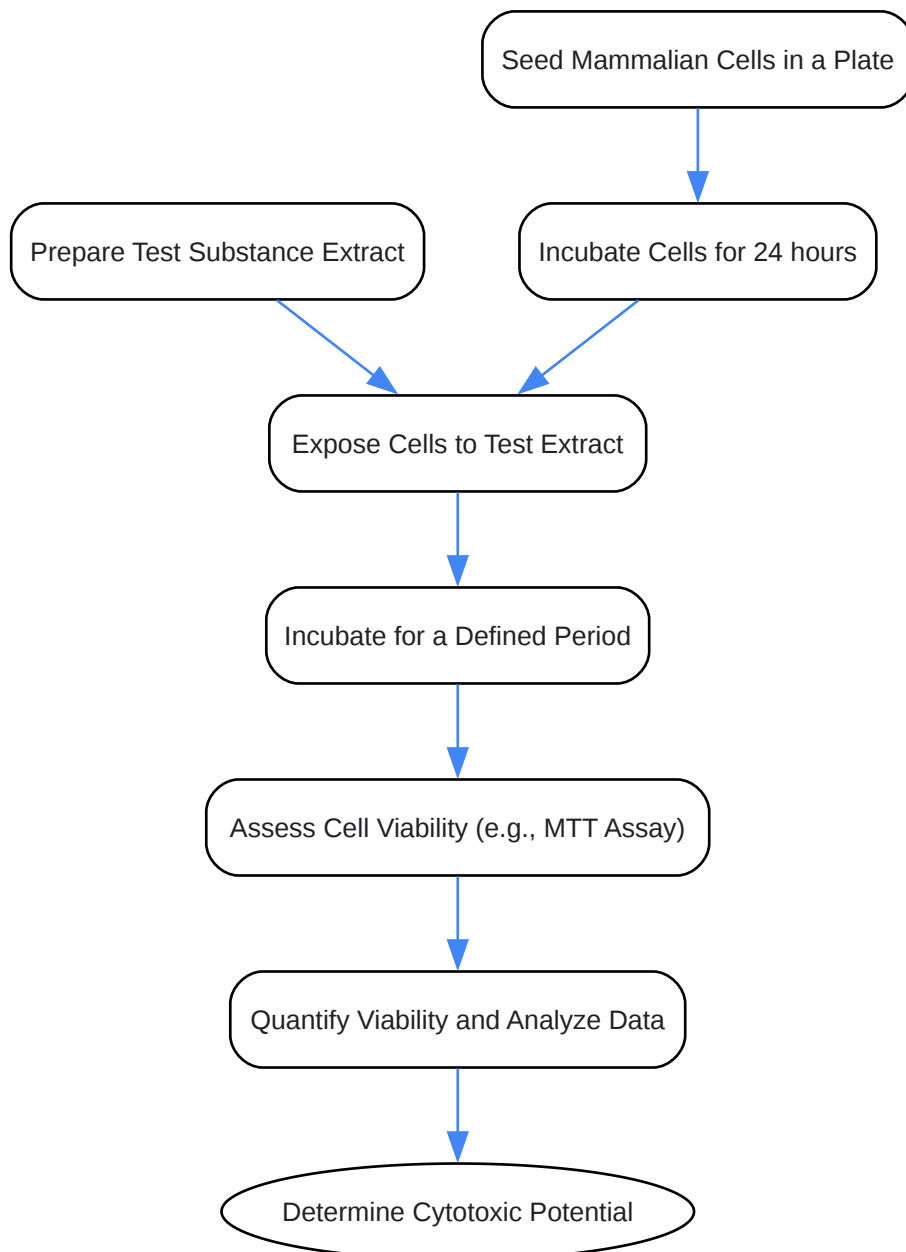 Seed Mammalian Cells in a Plate
Prepare Test Substance Extract
Incubate Cells for 24 hours
Expose Cells to Test Extract
Incubate for a Defined Period
Assess Cell Viability (e.g., MTT Assay)
Quantify Viability and Analyze Data
Determine Cytotoxic Potential